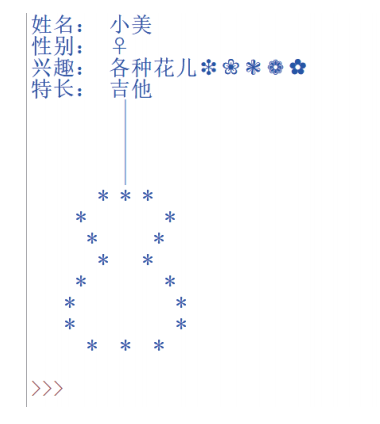 姓名： 小美
性别： ♀
兴趣： 各种花儿❇❀❃❁✿
特长： 吉他
* * *
*       *
*     *
*   *
*       *
*         *
*         *
*  *  *
>>>